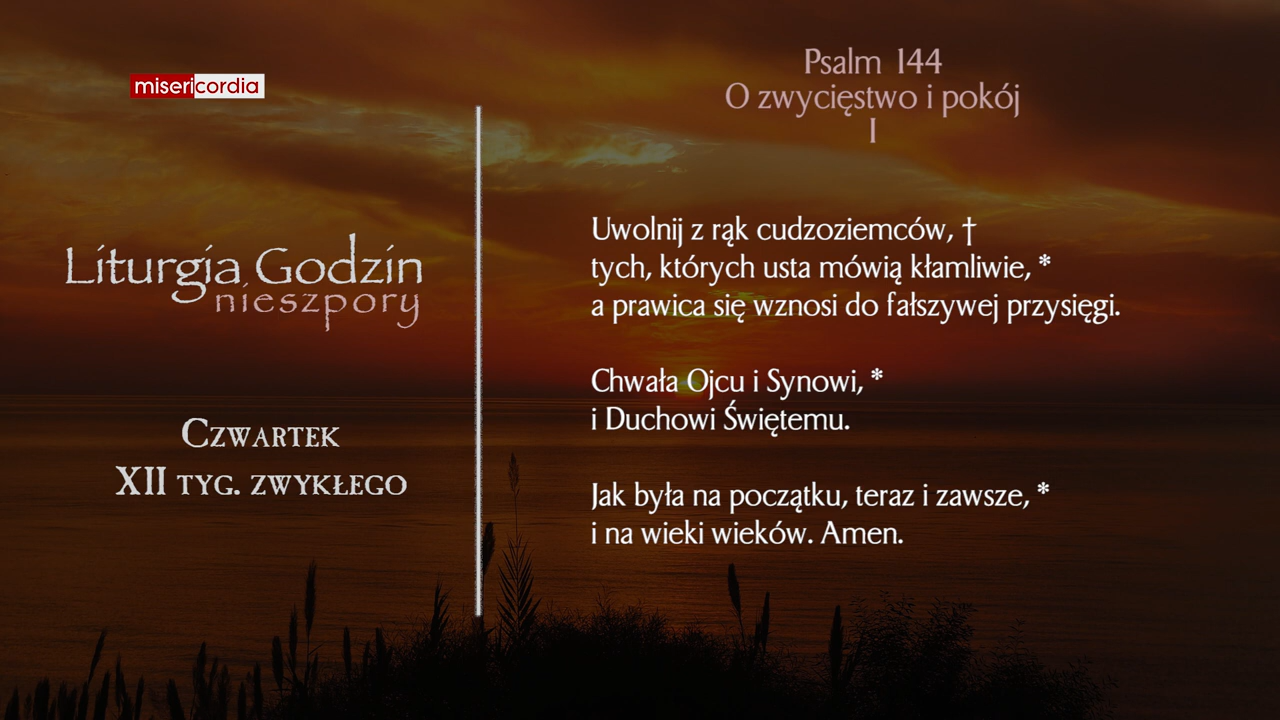 misericordia
Liturgia Godzin
nieszpory
Czwartek
XII tyg. zwykłego
Psalm 144
O zwycięstwo i pokój
I
Uwolnij z rąk cudzoziemców, †
tych, których usta mówią kłamliwie, *
a prawica się wznosi do fałszywej przysięgi.
Chwała Ojcu i Synowi, *
i Duchowi Świętemu.
Jak była na początku, teraz i zawsze, *
i na wieki wieków. Amen.